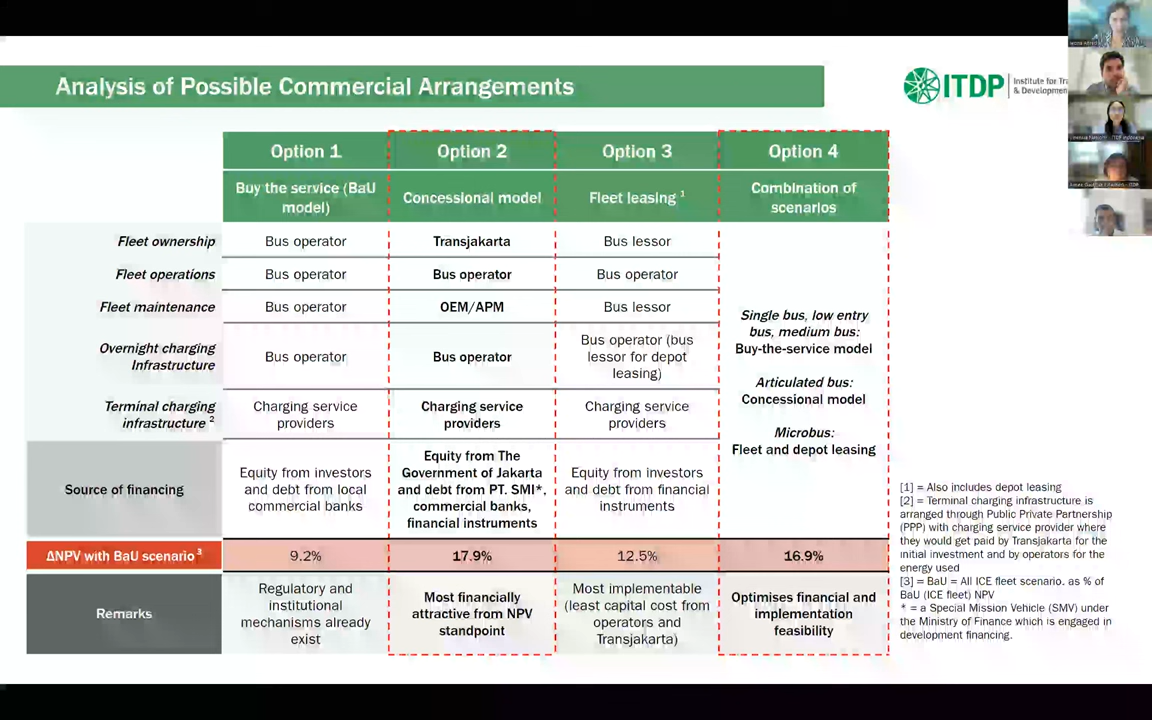 Analysis of Possible Commercial Arrangements
ITDP
Institute for Tra
& Developmen
Option 1
Option 2
Option 3
Option 4
Buy the service (BaU
model)
Concessional model
Fleet leasing 1
Combination of
scenarios
Fleet ownership
Bus operator
Transjakarta
Bus lessor
Fleet operations
Bus operator
Bus operator
Bus operator
Fleet maintenance
Bus operator
OEM/APM
Bus lessor
Overnight charging
Infrastructure
Bus operator
Bus operator
Bus operator (bus
lessor for depot
leasing)
Terminal charging
infrastructure 2
Charging service
providers
Charging service
providers
Charging service
providers
Single bus, low entry
bus, medium bus:
Buy-the-service model
Articulated bus:
Concessional model
Microbus:
Fleet and depot leasing
Source of financing
Equity from investors
and debt from local
commercial banks
Equity from The
Government of Jakarta
and debt from PT. SMI*,
commercial banks,
financial instruments
Equity from investors
and debt from financial
instruments
ΔNPV with BaU scenario 3
9.2%
17.9%
12.5%
16.9%
Remarks
Regulatory and
institutional
mechanisms already
exist
Most financially
attractive from NPV
standpoint
Most implementable
(least capital cost from
operators and
Transjakarta)
Optimises financial and
implementation
feasibility
[1] = Also includes depot leasing
[2] = Terminal charging infrastructure is
arranged through Public Private Partnership
(PPP) with charging service provider where
they would get paid by Transjakarta for the
initial investment and by operators for the
energy used
[3] = BaU = All ICE fleet scenario. as % of
BaU (ICE fleet) NPV
* = a Special Mission Vehicle (SMV) under
the Ministry of Finance which is engaged in
development financing.